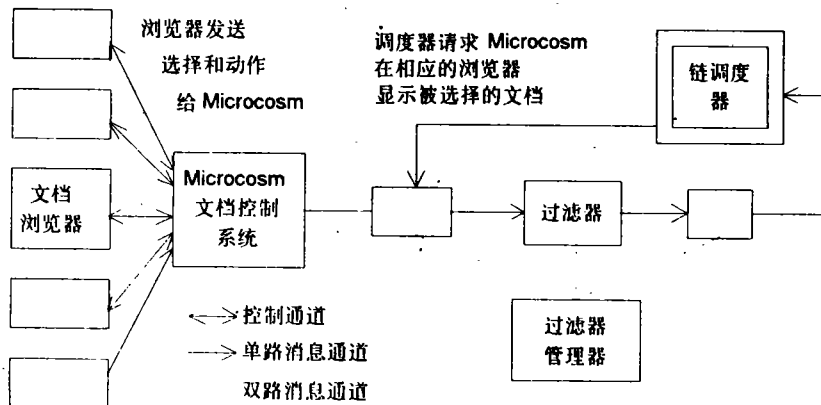 浏览器发送
选择和动作
给 Microcosm
调度器请求 Microcosm
在相应的浏览器
显示被选择的文档
链调度
器
文档
浏览器
Microcosm
文档控制
系统
过滤器
控制通道
单路消息通道
双路消息通道
过滤器
管理器